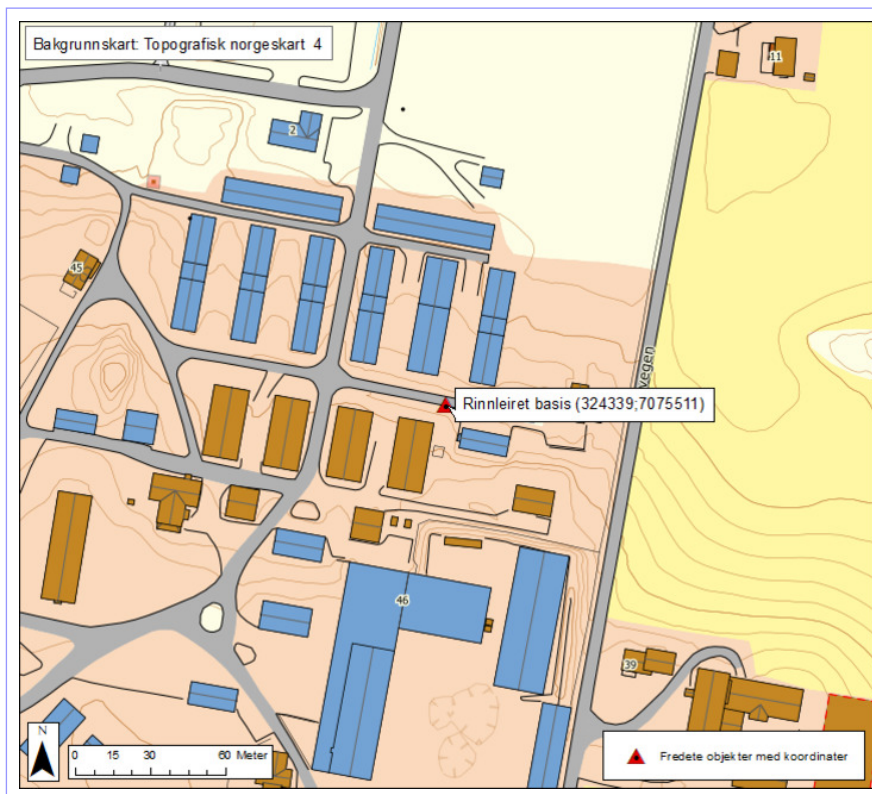 Bakgrunnskart: Topografisk norgeskart 4
11
2
45
vegen
Rinnleiret basis (324339;7075511)
46
39
N
0 15 30 60 Meter
Fredete objekter med koordinater